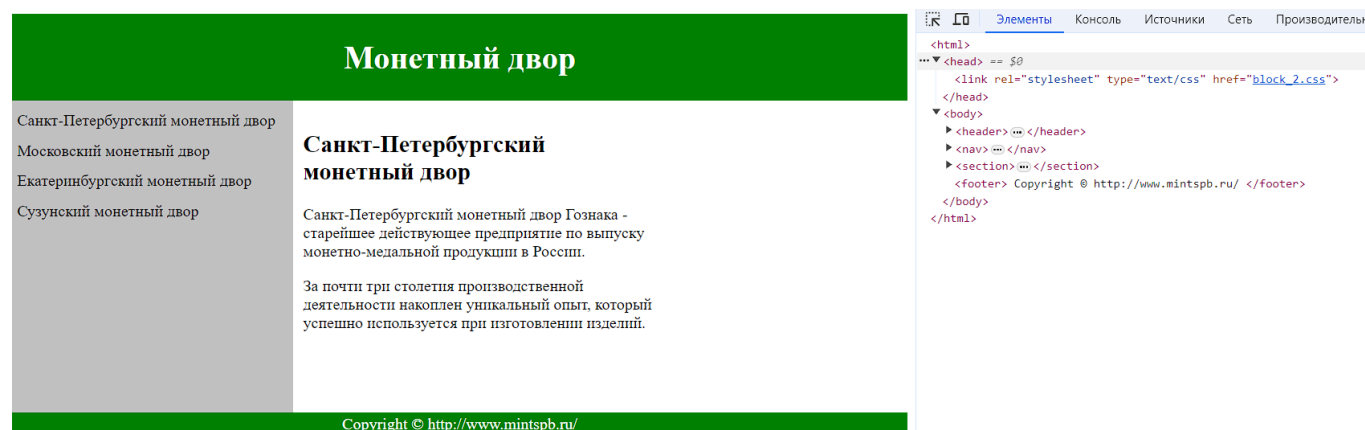 Монетный двор
Санкт-Петербургский монетный двор
Московский монетный двор
Екатеринбургский монетный двор
Сузунский монетный двор
Санкт-Петербургский
монетный двор
Санкт-Петербургский монетный двор Гознака -
старейшее действующее предприятие по выпуску
монетно-медальной продукции в России.
За почти три столетия производственной
деятельности накоплен уникальный опыт, который
успешно используется при изготовлении изделий.
Copyright © http://www.mintspb.ru/
Элементы Консоль Источники Сеть Производитель
<html>
<head> == $0
<link rel="stylesheet" type="text/css" href="block_2.css">
</head>
<body>
<header> ⋯ </header>
<nav> ⋯ </nav>
<section> ⋯ </section>
<footer> Copyright © http://www.mintspb.ru/ </footer>
</body>
</html>